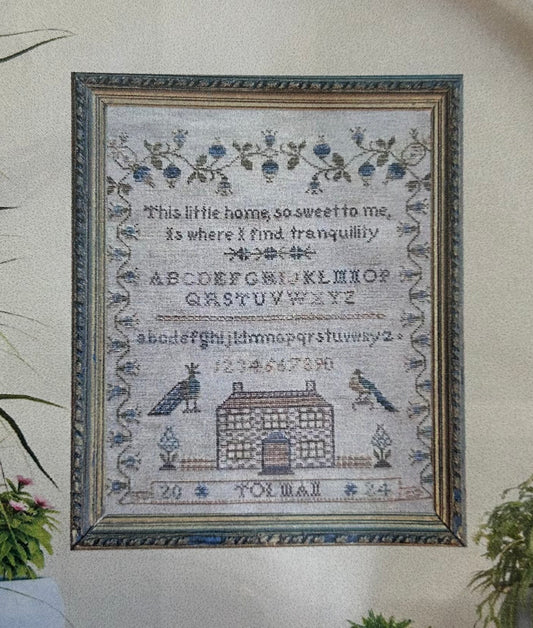 This little home, so sweet to me,
Is where I find tranquility
ABCDEFGHIJKLMNOP
QRSTUVWXYZ
abcdefghijklmnopqrstuvwxyz
1234567890
20 TOLMAN 24